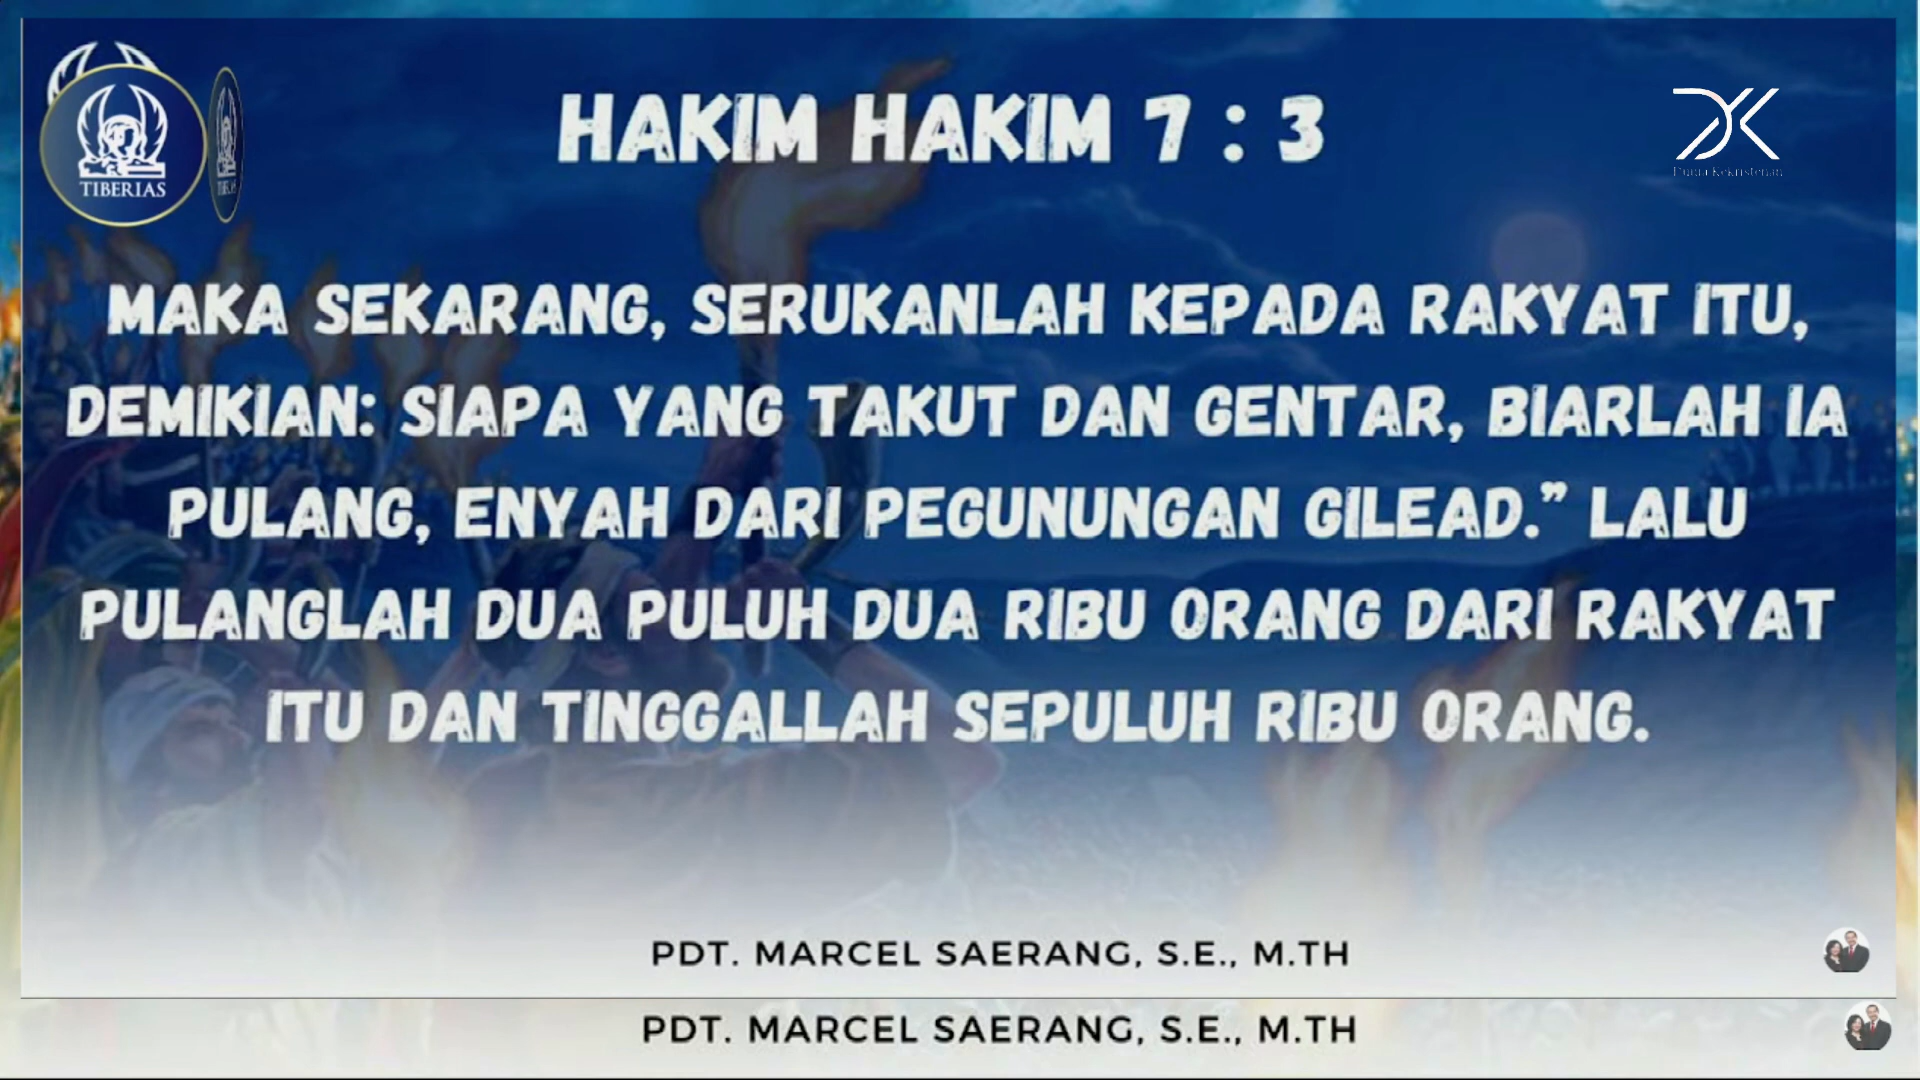 TIBERIAS
HAKIM HAKIM 7 : 3
Dunia Kekristenan
MAKA SEKARANG, SERUKANLAH KEPADA RAKYAT ITU,
DEMIKIAN: SIAPA YANG TAKUT DAN GENTAR, BIARLAH IA
PULANG, ENYAH DARI PEGUNUNGAN GILEAD.” LALU
PULANGLAH DUA PULUH DUA RIBU ORANG DARI RAKYAT
ITU DAN TINGGALLAH SEPULUH RIBU ORANG.
PDT. MARCEL SAERANG, S.E., M.TH
PDT. MARCEL SAERANG, S.E., M.TH